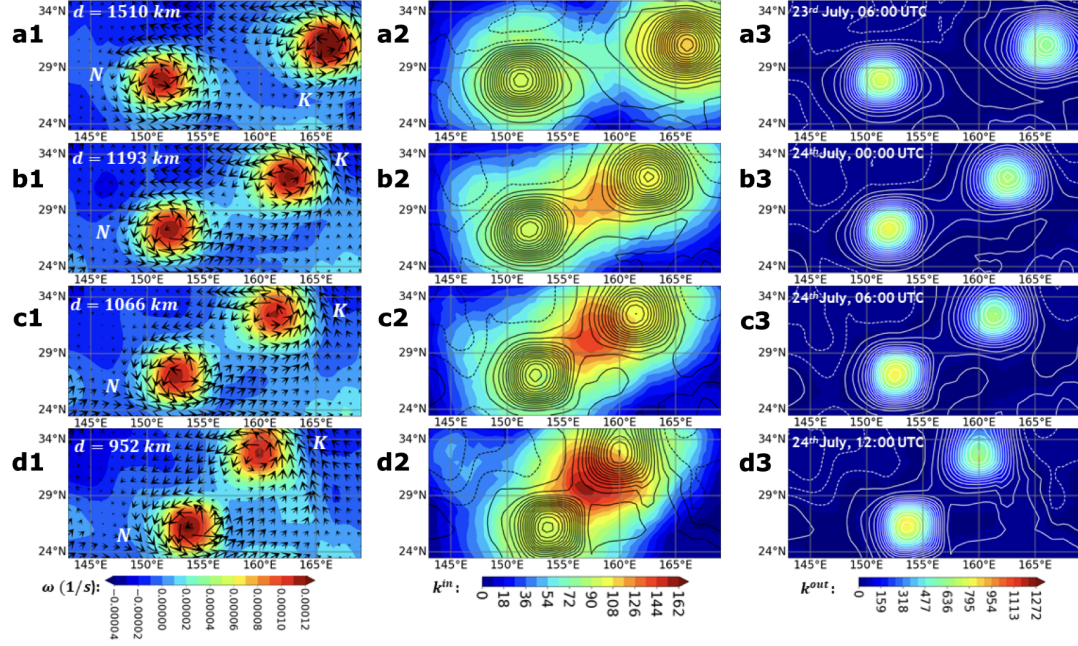 a1
d = 1510 km
N
K
34°N
29°N
24°N
145°E 150°E 155°E 160°E 165°E
a2
34°N
29°N
24°N
145°E 150°E 155°E 160°E 165°E
a3
23rd July, 06:00 UTC
34°N
29°N
24°N
145°E 150°E 155°E 160°E 165°E
b1
d = 1193 km
K
N
34°N
29°N
24°N
145°E 150°E 155°E 160°E 165°E
b2
34°N
29°N
24°N
145°E 150°E 155°E 160°E 165°E
b3
24th July, 00:00 UTC
34°N
29°N
24°N
145°E 150°E 155°E 160°E 165°E
c1
d = 1066 km
K
N
34°N
29°N
24°N
145°E 150°E 155°E 160°E 165°E
c2
34°N
29°N
24°N
145°E 150°E 155°E 160°E 165°E
c3
24th July, 06:00 UTC
34°N
29°N
24°N
145°E 150°E 155°E 160°E 165°E
d1
d = 952 km
K
N
34°N
29°N
24°N
145°E 150°E 155°E 160°E 165°E
d2
34°N
29°N
24°N
145°E 150°E 155°E 160°E 165°E
d3
24th July, 12:00 UTC
34°N
29°N
24°N
145°E 150°E 155°E 160°E 165°E
ω (1/s):
−0.00004 −0.00002 0.00000 0.00002 0.00004 0.00006 0.00008 0.00010 0.00012
k^in:
0 18 36 54 72 90 108 126 144 162
k^out:
0 159 318 477 636 795 954 1113 1272